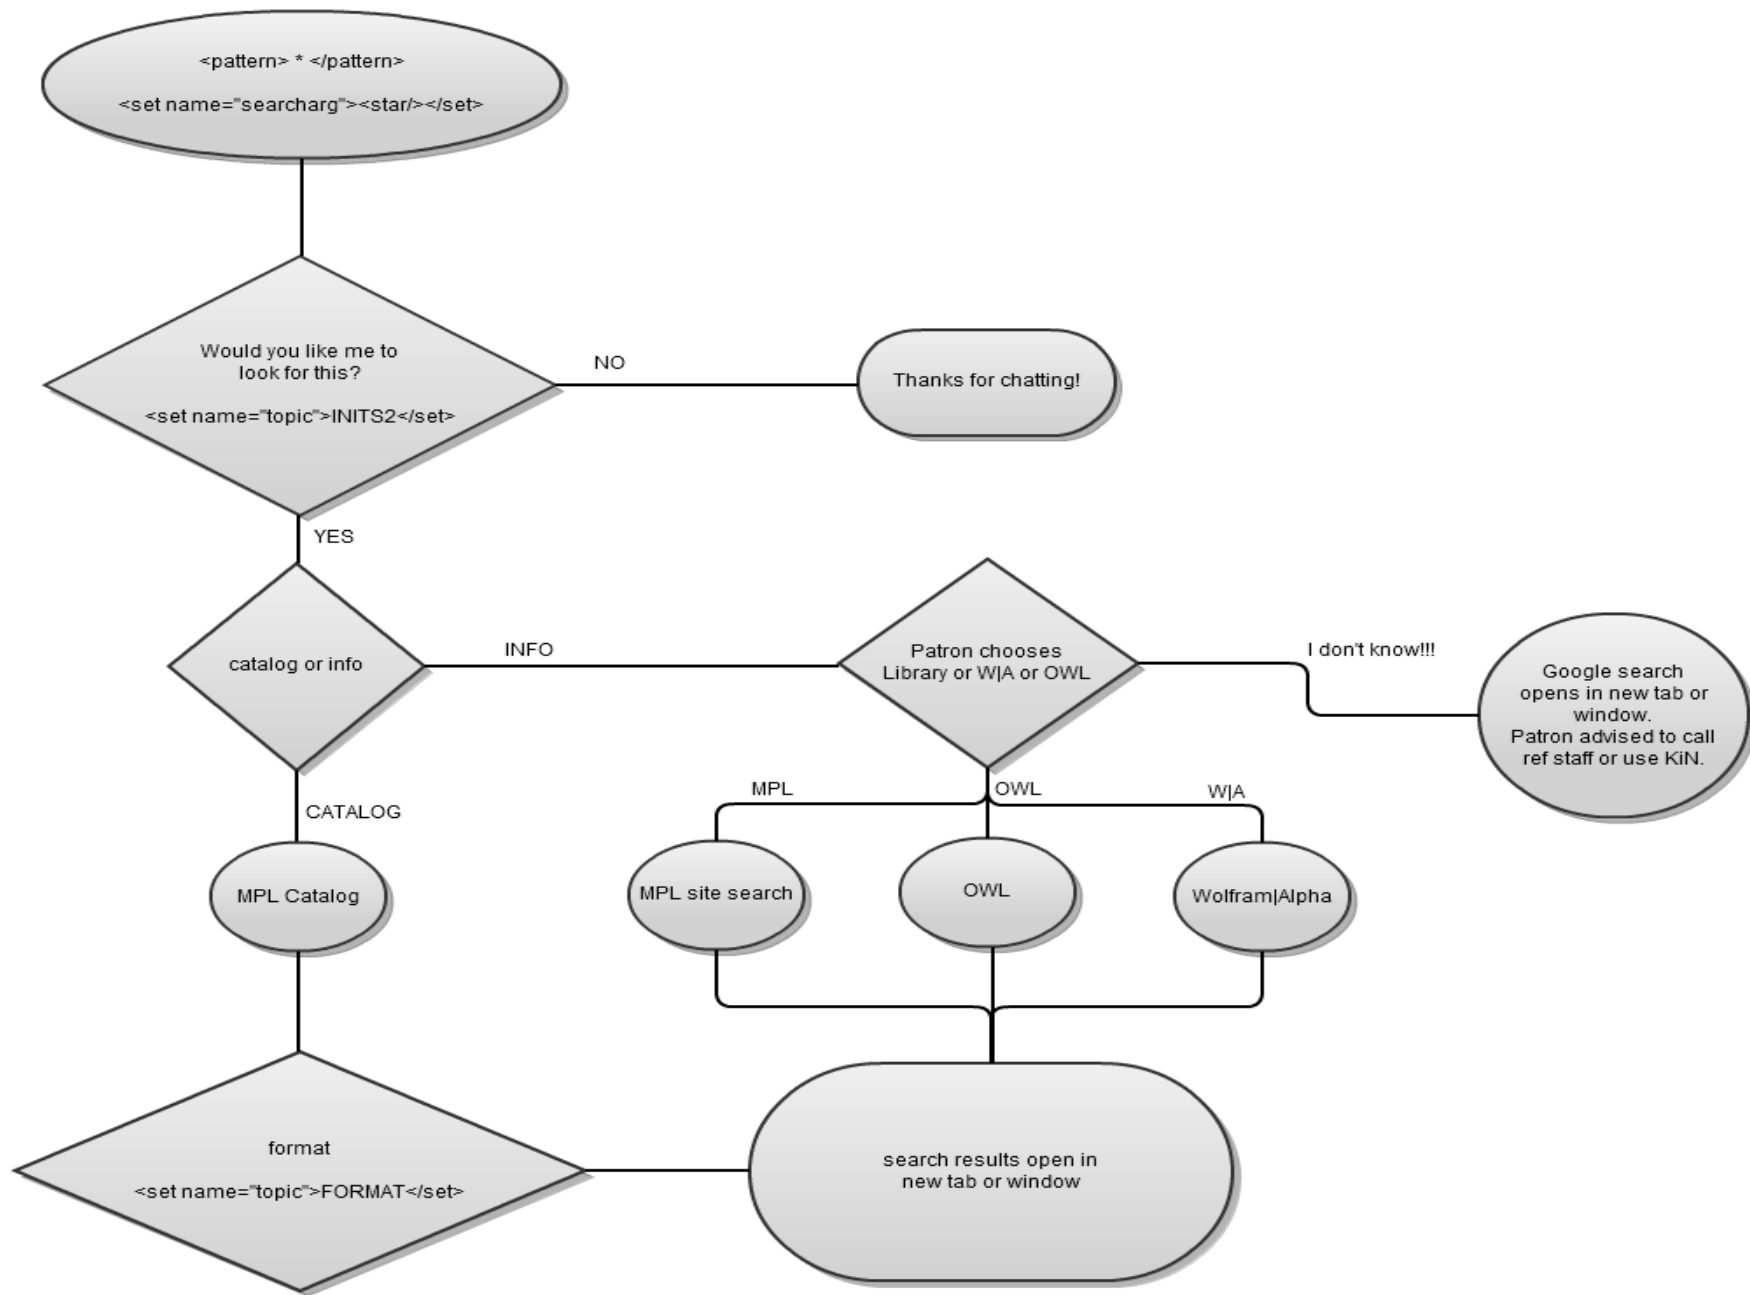 <pattern> * </pattern>
<set name="searcharg"><star/></set>
Would you like me to
look for this?
<set name="topic">INITS2</set>
NO
Thanks for chatting!
YES
catalog or info
INFO
Patron chooses
Library or W|A or OWL
I don't know!!!
Google search
opens in new tab or
window.
Patron advised to call
ref staff or use KiN.
CATALOG
MPL
OWL
W|A
MPL Catalog
MPL site search
OWL
Wolfram|Alpha
format
<set name="topic">FORMAT</set>
search results open in
new tab or window